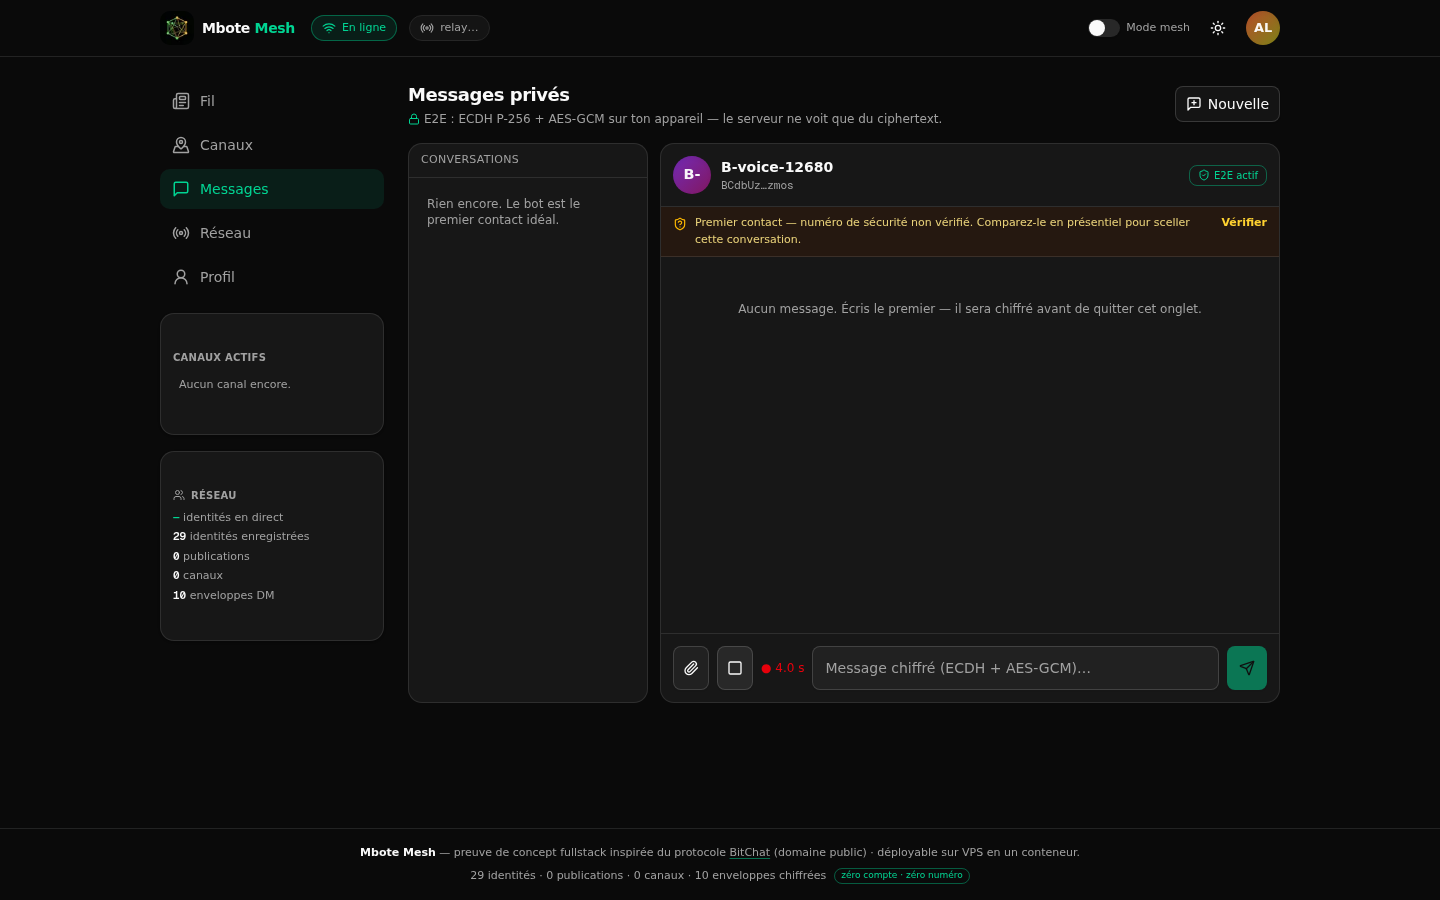 Mbote Mesh
En ligne
relay…
Mode mesh
AL
Fil
Canaux
Messages
Réseau
Profil
CANAUX ACTIFS
Aucun canal encore.
RÉSEAU
– identités en direct
29 identités enregistrées
0 publications
0 canaux
10 enveloppes DM
Messages privés
E2E : ECDH P-256 + AES-GCM sur ton appareil — le serveur ne voit que du ciphertext.
Nouvelle
CONVERSATIONS
Rien encore. Le bot est le
premier contact idéal.
B-
B-voice-12680
BCdbUz…zmos
E2E actif
Premier contact — numéro de sécurité non vérifié. Comparez-le en présentiel pour sceller
cette conversation.
Vérifier
Aucun message. Écris le premier — il sera chiffré avant de quitter cet onglet.
4.0 s
Message chiffré (ECDH + AES-GCM)…
Mbote Mesh — preuve de concept fullstack inspirée du protocole BitChat (domaine public) · déployable sur VPS en un conteneur.
29 identités · 0 publications · 0 canaux · 10 enveloppes chiffrées
zéro compte · zéro numéro